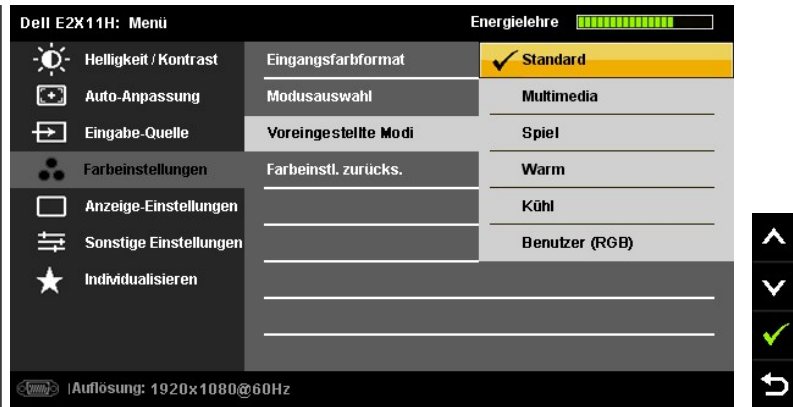 Dell E2X11H: Menü Energielehre
Helligkeit / Kontrast Eingangsfarbformat Standard
Auto-Anpassung Modusauswahl Multimedia
Eingabe-Quelle Voreingestellte Modi Spiel
Farbeinstellungen Farbeinstl. zurücks. Warm
Anzeige-Einstellungen Kühl
Sonstige Einstellungen Benutzer (RGB)
Individualisieren
Auflösung: 1920x1080@60Hz